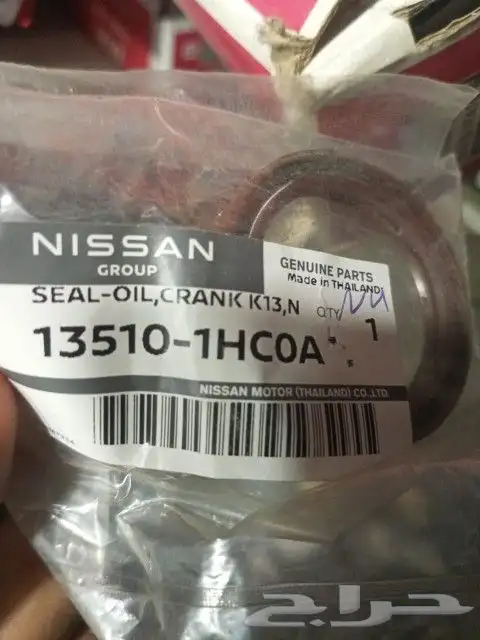 NISSAN
GROUP
GENUINE PARTS
Made in THAILAND
SEAL-OIL,CRANK K13,N
QTY
1
13510-1HC0A
NISSAN MOTOR (THAILAND) CO.,LTD.
حراج